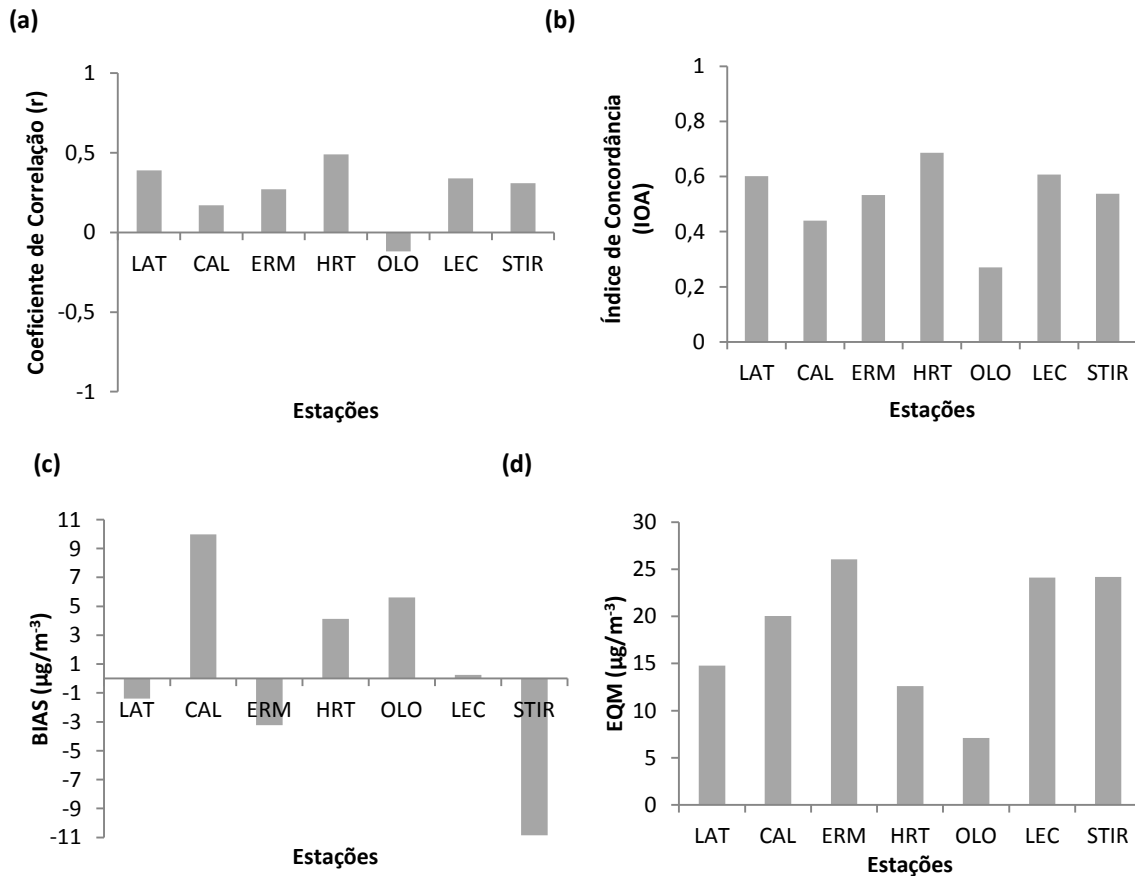 (a)
Coeficiente de Correlação (r)
1
0,5
0
-0,5
-1
LAT CAL ERM HRT OLO LEC STIR
Estações
(b)
Índice de Concordância
(IOA)
1
0,8
0,6
0,4
0,2
0
LAT CAL ERM HRT OLO LEC STIR
Estações
(c)
BIAS (µg/m⁻³)
11
9
7
5
3
1
-1
-3
-5
-7
-9
-11
LAT CAL ERM HRT OLO LEC STIR
Estações
(d)
EQM (µg/m⁻³)
30
25
20
15
10
5
0
LAT CAL ERM HRT OLO LEC STIR
Estações